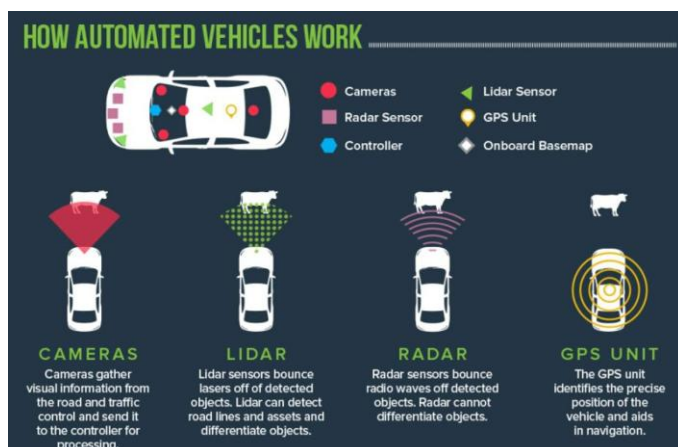 HOW AUTOMATED VEHICLES WORK
Cameras
Lidar Sensor
Radar Sensor
GPS Unit
Controller
Onboard Basemap
CAMERAS
Cameras gather
visual information from
the road and traffic
control and send it
to the controller for
processing.
LIDAR
Lidar sensors bounce
lasers off of detected
objects. Lidar can detect
road lines and assets and
differentiate objects.
RADAR
Radar sensors bounce
radio waves off detected
objects. Radar cannot
differentiate objects.
GPS UNIT
The GPS unit
identifies the precise
position of the
vehicle and aids
in navigation.